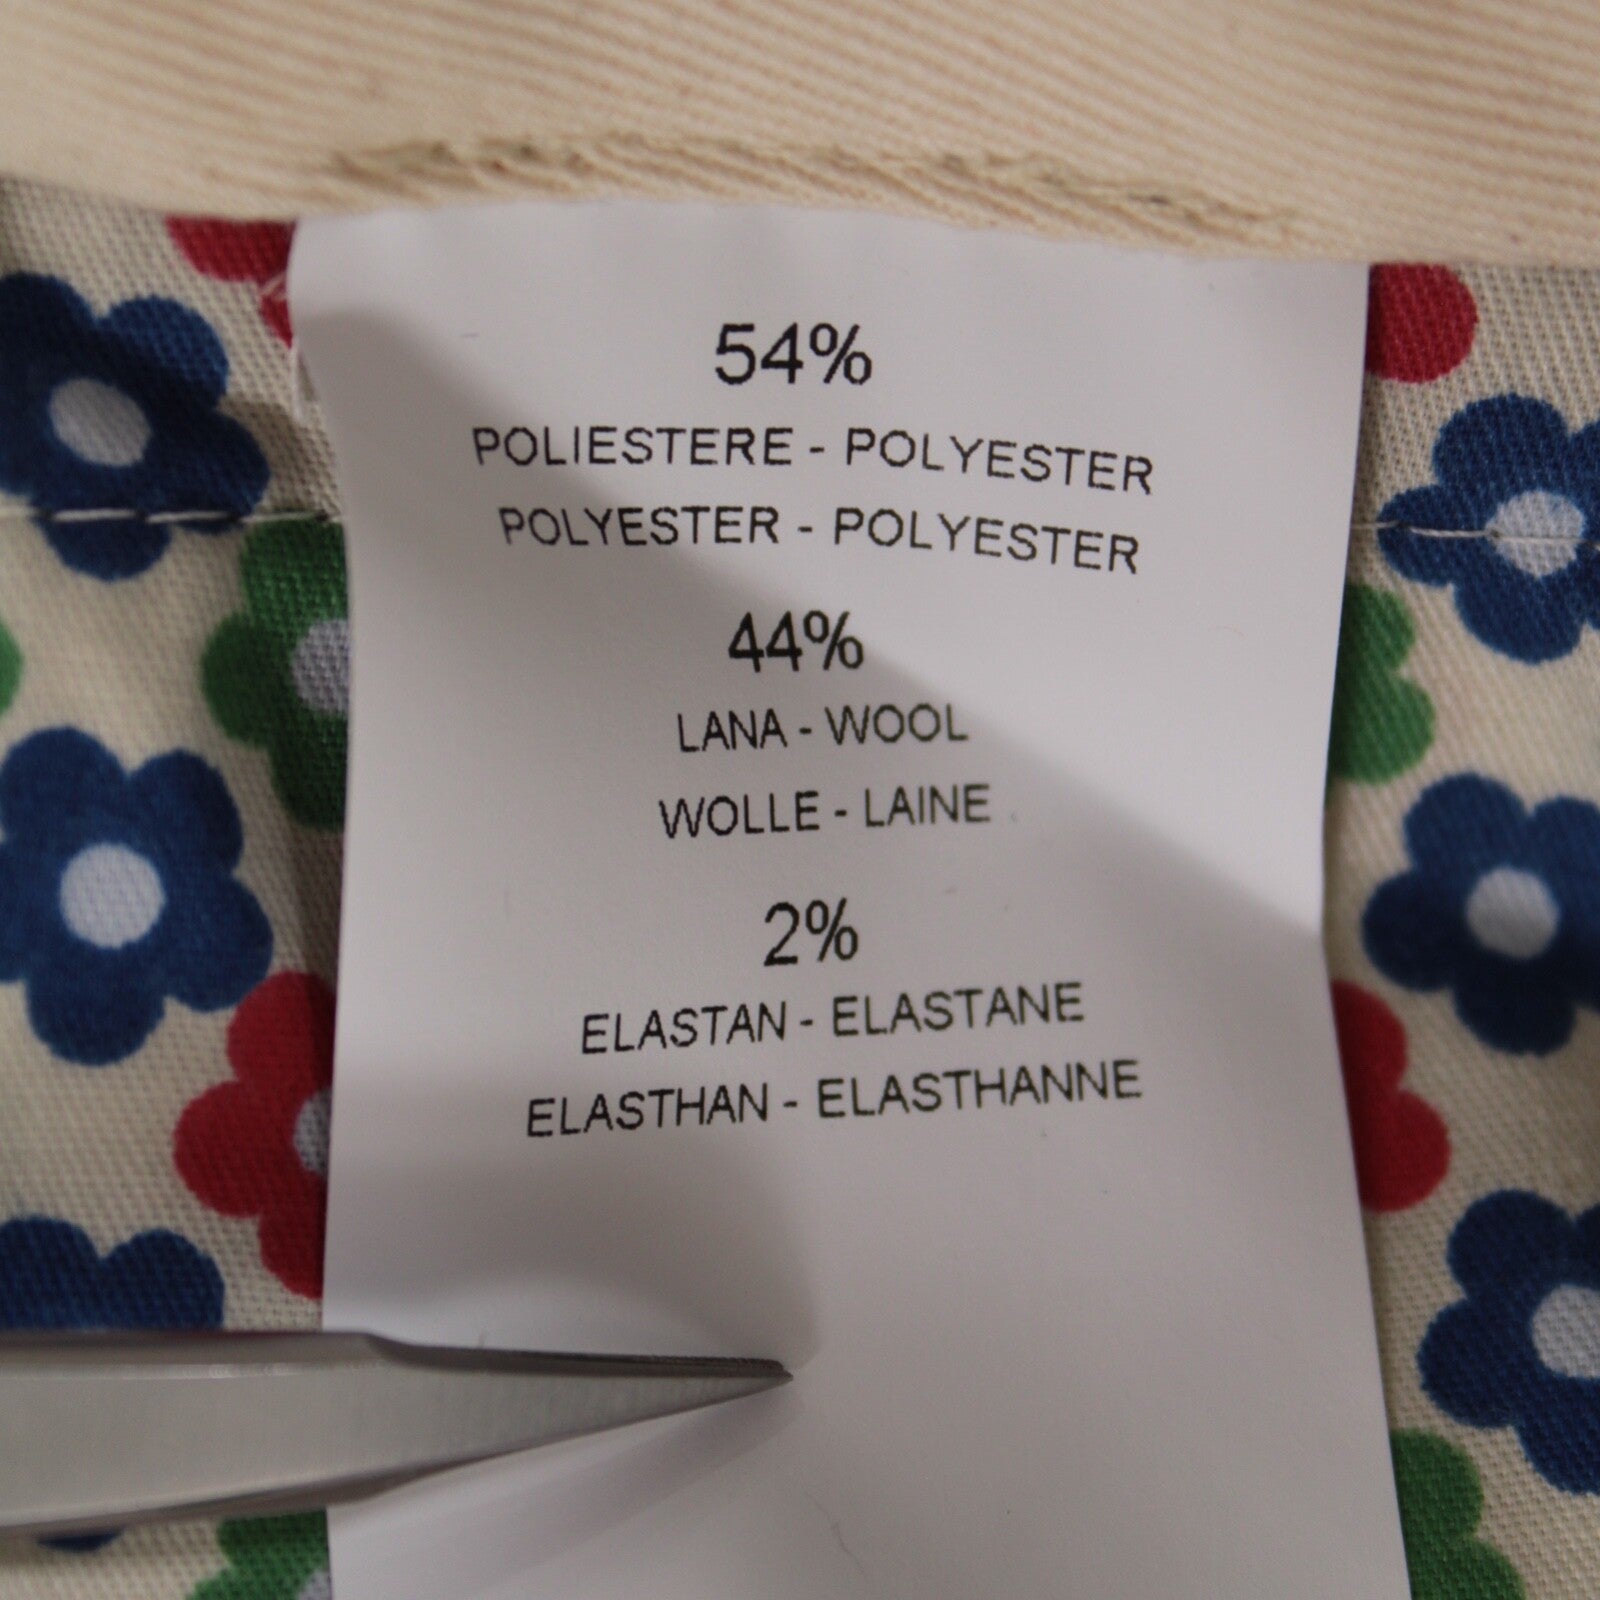 54%
POLIESTERE - POLYESTER
POLYESTER - POLYESTER
44%
LANA - WOOL
WOLLE - LAINE
2%
ELASTAN - ELASTANE
ELASTHAN - ELASTHANNE